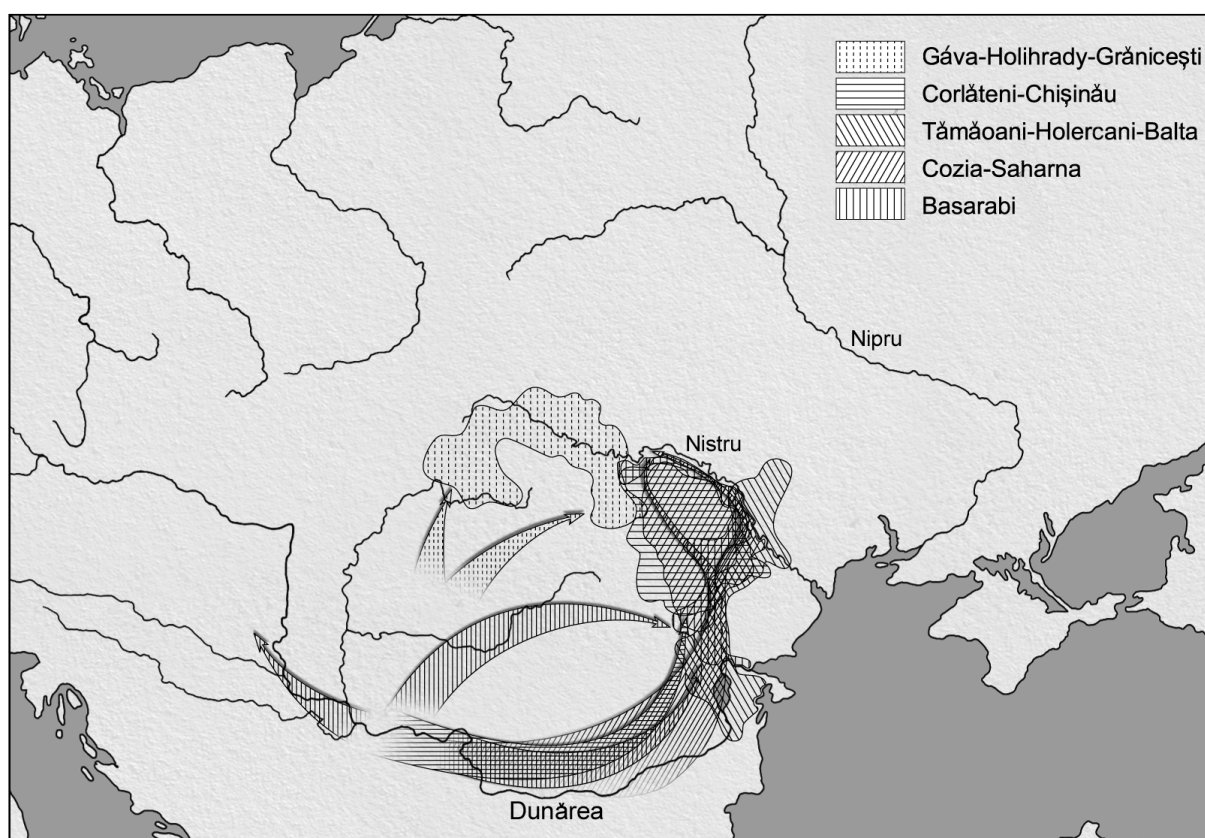 Gáva-Holihrady-Grănicești
Corlăteni-Chișinău
Tămăoani-Holercani-Balta
Cozia-Saharna
Basarabi
Nipru
Nistru
Dunărea